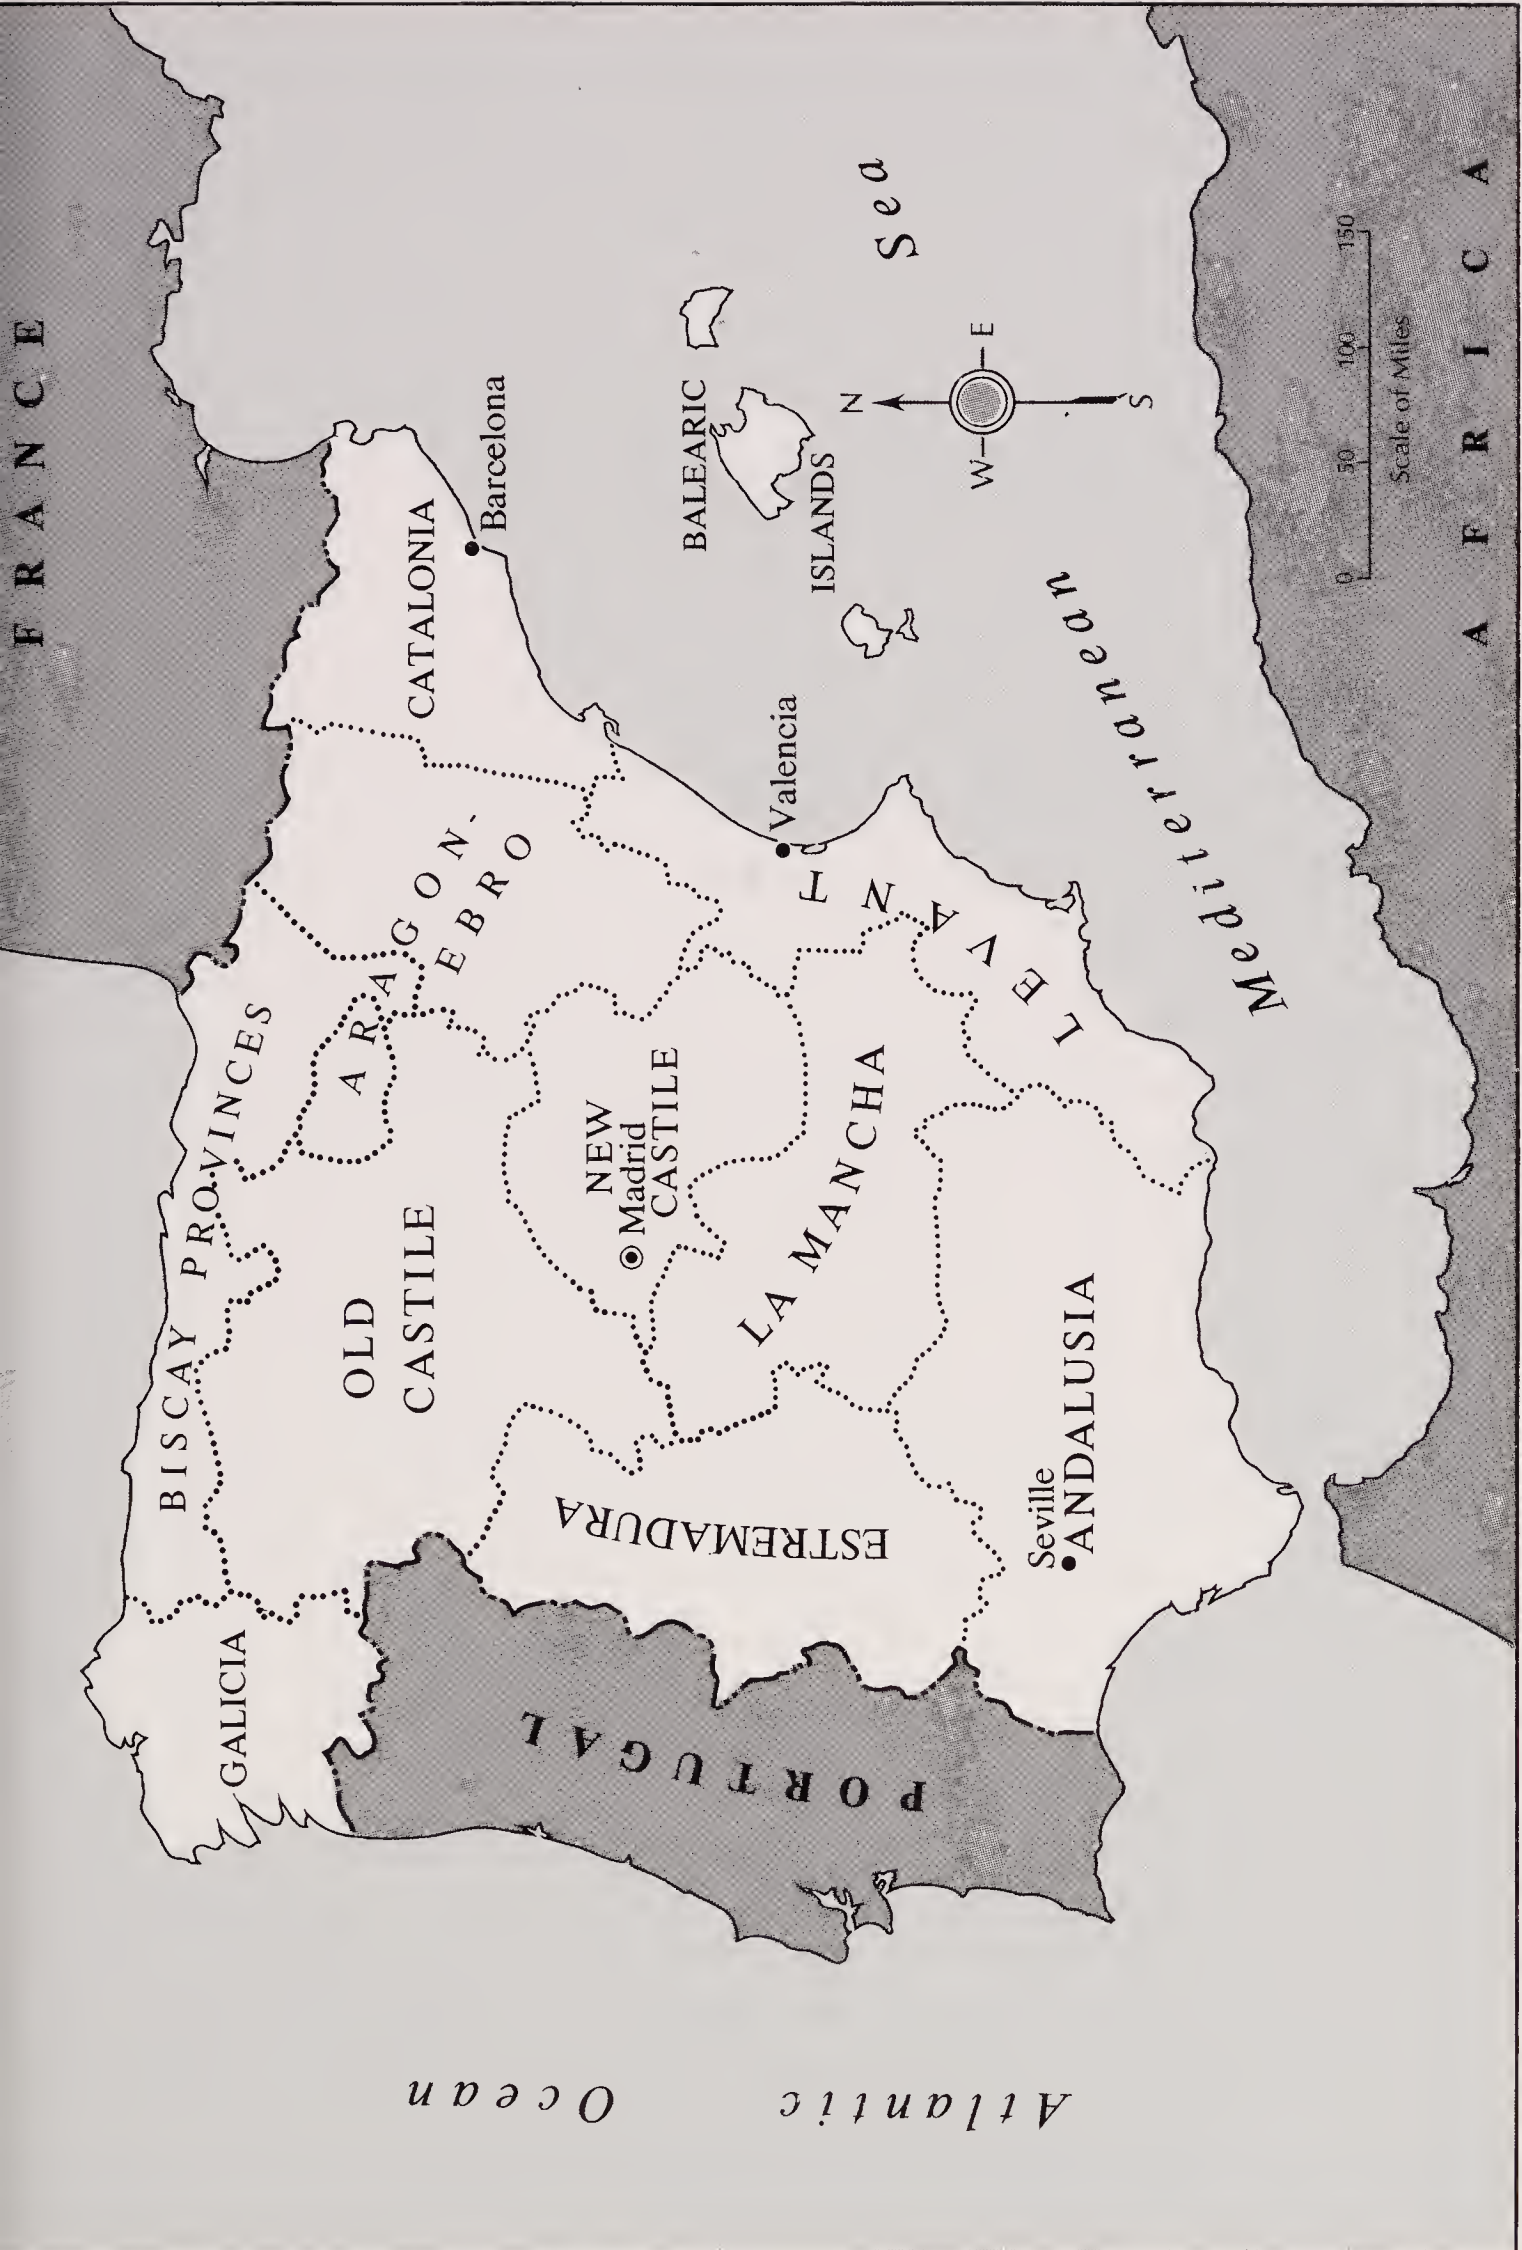 FRANCE
BISCAY PROVINCES
GALICIA
ARAGON-
EBRO
CATALONIA
Barcelona
OLD
CASTILE
NEW
Madrid
CASTILE
BALEARIC
ISLANDS
Valencia
LEVANT
LA MANCHA
ESTREMADURA
PORTUGAL
Seville
ANDALUSIA
Atlantic Ocean
Mediterranean Sea
N
W E
S
0 50 100 150
Scale of Miles
AFRICA